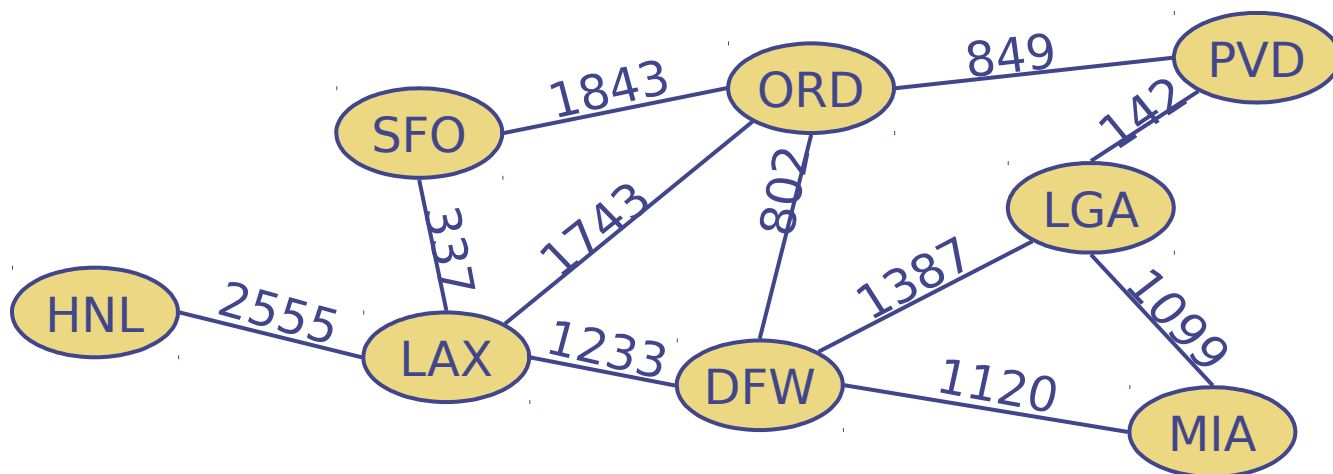 PVD
849
ORD
1843
142
SFO
802
LGA
1743
337
1387
HNL
2555
1099
LAX
1233
DFW
1120
MIA